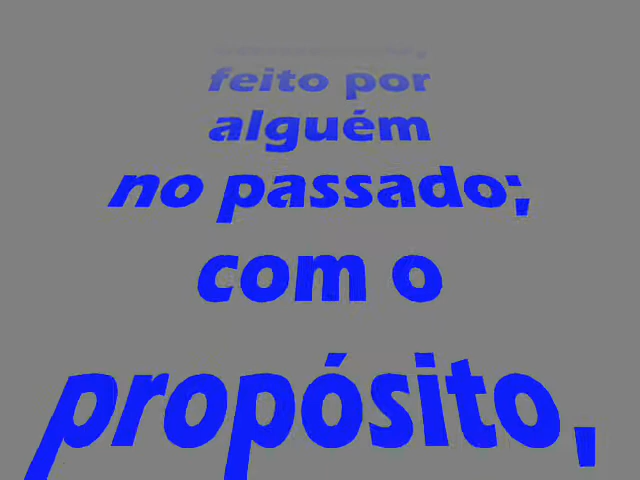 feito por
alguém
no passado;
com o
propósito,